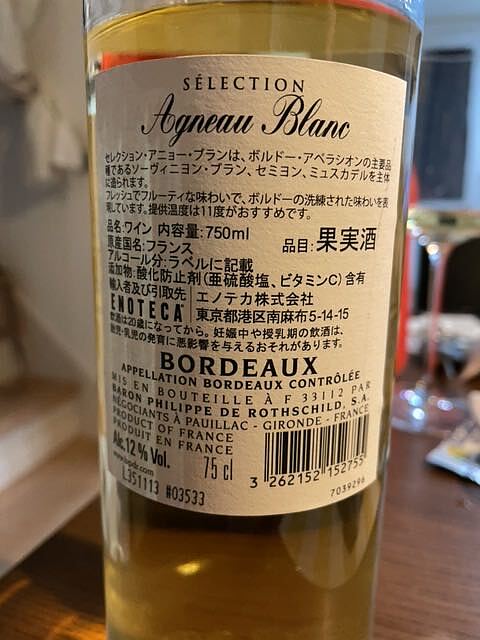 SÉLECTION
Agneau Blanc
セレクション・アニョー・ブランは、ボルドー・アペラシオンの主要品
種であるソーヴィニヨン・ブラン、セミヨン、ミュスカデルを主体
に造られます。
フレッシュでフルーティな味わいで、ボルドーの洗練された味わいを表
現しています。提供温度は11度がおすすめです。
品名:ワイン 内容量:750ml
原産国名:フランス 品目:果実酒
アルコール分:ラベルに記載
添加物:酸化防止剤(亜硫酸塩、ビタミンC)含有
輸入者及び引取先 エノテカ株式会社
ENOTECA 東京都港区南麻布5-14-15
飲酒は20歳になってから。妊娠中や授乳期の飲酒は、
胎児・乳児の発育に悪影響を与えるおそれがあります。
BORDEAUX
APPELLATION BORDEAUX CONTRÔLÉE
MIS EN BOUTEILLE À F 33112 PAR
BARON PHILIPPE DE ROTHSCHILD, S.A.
NÉGOCIANTS À PAUILLAC - GIRONDE - FRANCE
PRODUCT OF FRANCE
PRODUIT EN FRANCE
Alc.12 % Vol.
75 cl
www.bpdr.com
L351113 #03533
3 262152 152755
7039296